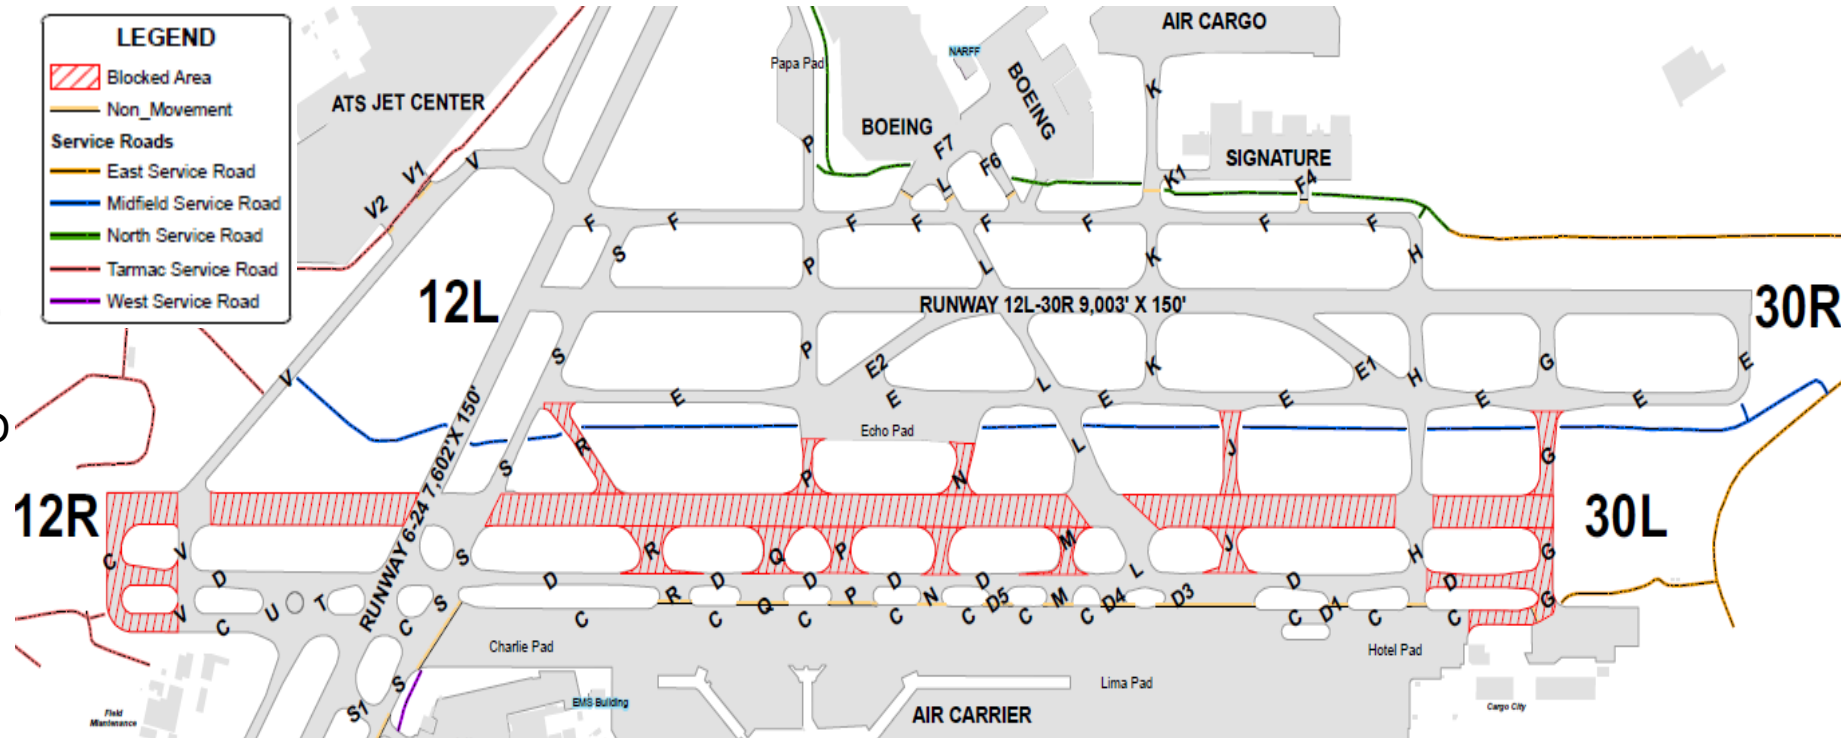 LEGEND
Blocked Area
Non_Movement
Service Roads
East Service Road
Midfield Service Road
North Service Road
Tarmac Service Road
West Service Road
AIR CARGO
NARFF
Papa Pad
BOEING
K
ATS JET CENTER
BOEING
P
F7
F6
SIGNATURE
V
V1
V2
L
K1
F4
F
F
F
F
F
F
F
F
S
P
L
K
H
12L
RUNWAY 12L-30R 9,003' X 150'
30R
S
P
E2
K
E1
H
G
E
V
L
E
E
E
E
E
E
RUNWAY 6-24 7,602' X 150'
Echo Pad
R
L
J
G
S
P
N
12R
30L
C
V
S
R
Q
P
M
J
H
G
D
D
D
D
D
D
D
D
L
V
C
U
T
C
S
C
R
C
Q
C
P
C
N
C
D5
C
M
C
D4
D3
C
D1
C
C
G
Charlie Pad
Hotel Pad
S
Lima Pad
S1
EMS Building
AIR CARRIER
Field
Maintenance
Cargo City